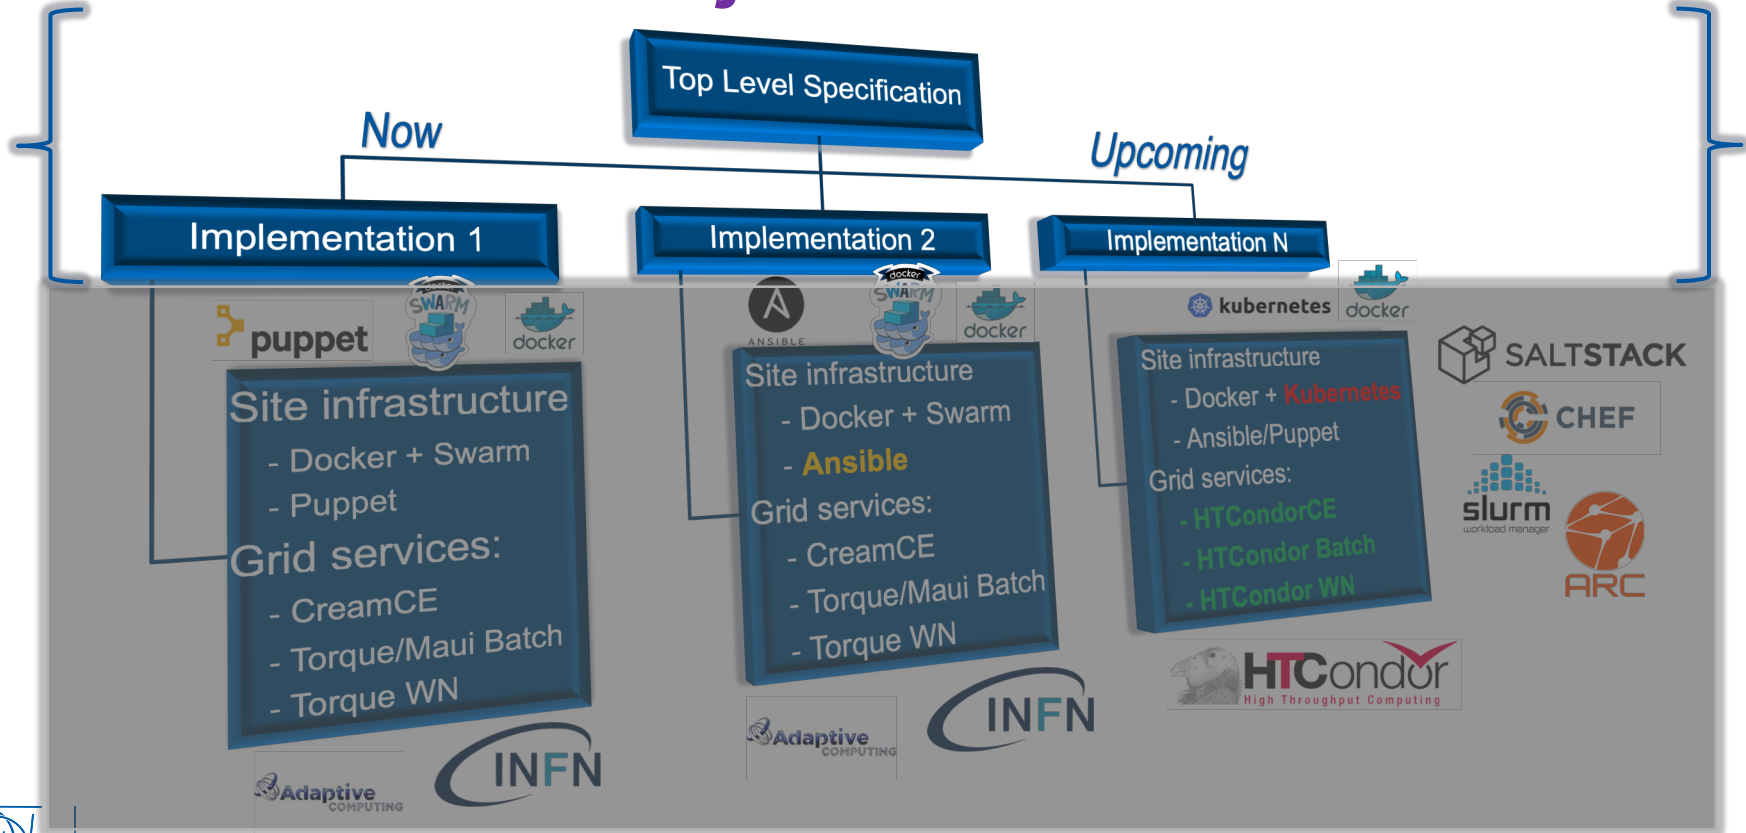 Top Level Specification
Now
Upcoming
Implementation 1
Implementation 2
Implementation N
puppet
docker
SWARM
docker
ANSIBLE
docker
SWARM
docker
kubernetes
docker
Site infrastructure
- Docker + Swarm
- Puppet
Grid services:
- CreamCE
- Torque/Maui Batch
- Torque WN
Site infrastructure
- Docker + Swarm
- Ansible
Grid services:
- CreamCE
- Torque/Maui Batch
- Torque WN
Site infrastructure
- Docker + Kubernetes
- Ansible/Puppet
Grid services:
- HTCondorCE
- HTCondor Batch
- HTCondor WN
SALTSTACK
CHEF
slurm
workload manager
ARC
Adaptive
COMPUTING
INFN
Adaptive
COMPUTING
INFN
HTCondor
High Throughput Computing